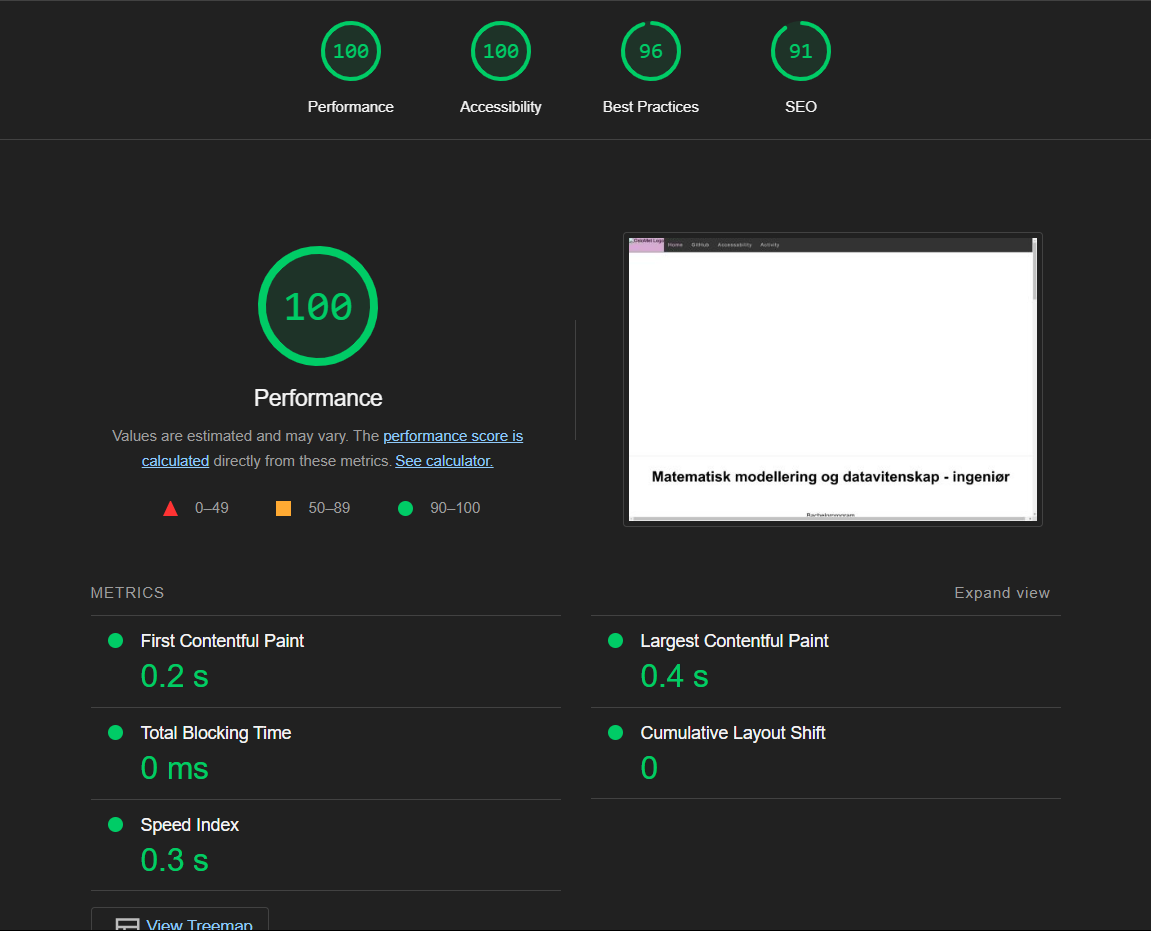 100
100
96
91
Performance
Accessibility
Best Practices
SEO
OsloMet Logo
Home
GitHub
Accessability
Activity
100
Performance
Values are estimated and may vary. The performance score is
calculated directly from these metrics. See calculator.
0–49
50–89
90–100
Matematisk modellering og datavitenskap - ingeniør
Bachelorprogram
METRICS
Expand view
First Contentful Paint
0.2 s
Largest Contentful Paint
0.4 s
Total Blocking Time
0 ms
Cumulative Layout Shift
0
Speed Index
0.3 s
View Treemap